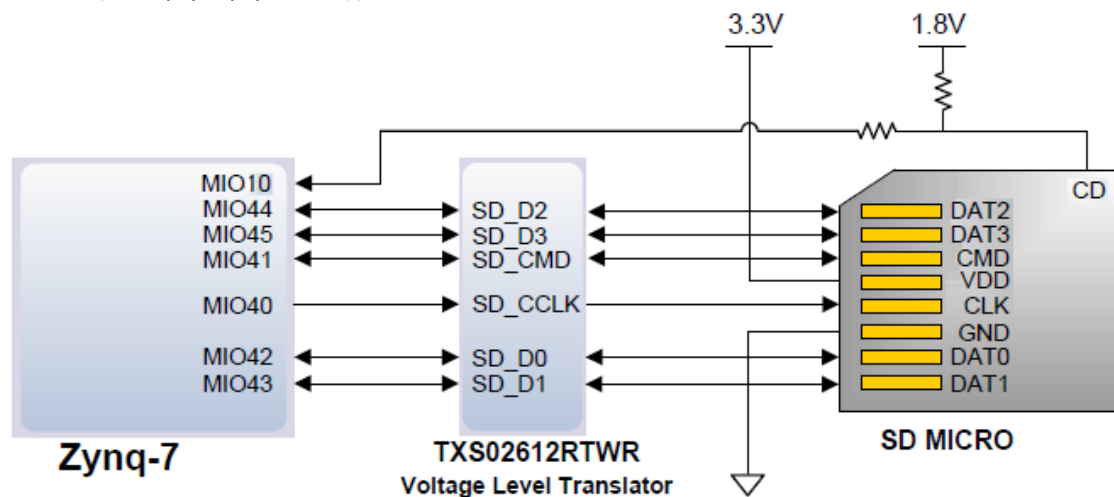 3.3V
1.8V
MIO10
MIO44
MIO45
MIO41
MIO40
MIO42
MIO43
Zynq-7
SD_D2
SD_D3
SD_CMD
SD_CCLK
SD_D0
SD_D1
TXS02612RTWR
Voltage Level Translator
CD
DAT2
DAT3
CMD
VDD
CLK
GND
DAT0
DAT1
SD MICRO